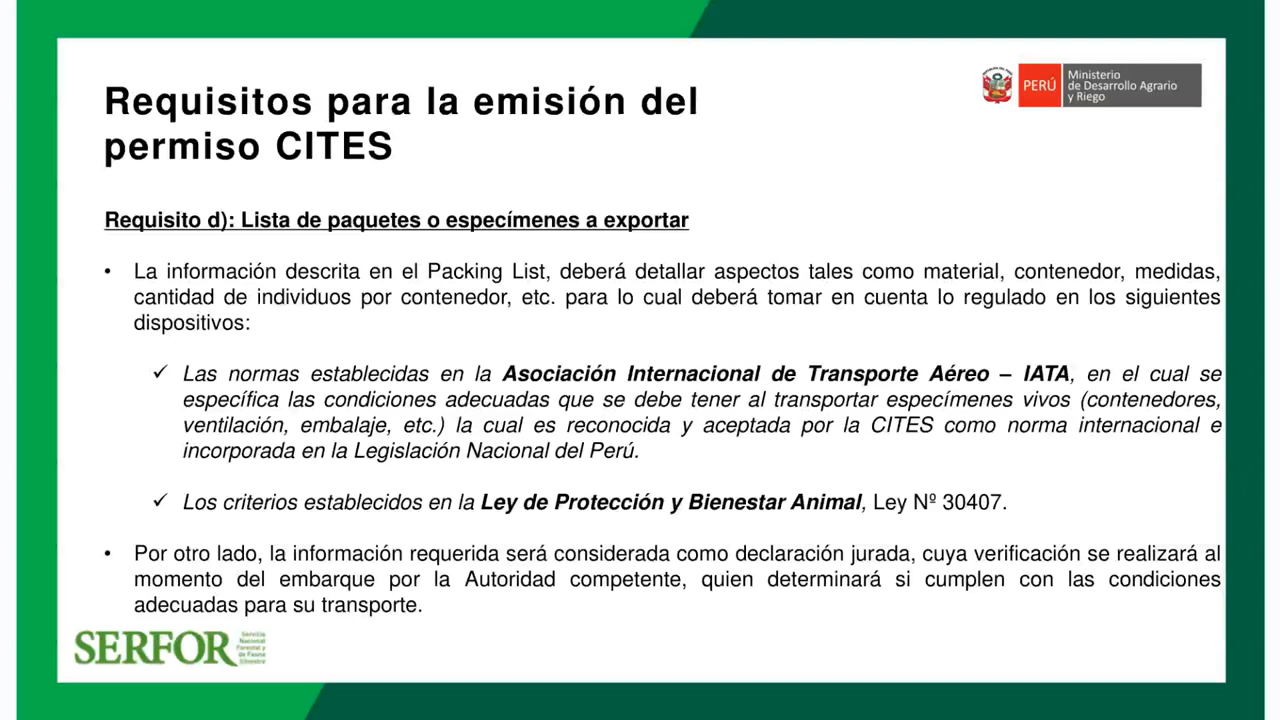 Requisitos para la emisión del
permiso CITES
PERÚ
Ministerio
de Desarrollo Agrario
y Riego
Requisito d): Lista de paquetes o especímenes a exportar
• La información descrita en el Packing List, deberá detallar aspectos tales como material, contenedor, medidas,
cantidad de individuos por contenedor, etc. para lo cual deberá tomar en cuenta lo regulado en los siguientes
dispositivos:
✓ Las normas establecidas en la Asociación Internacional de Transporte Aéreo – IATA, en el cual se
específica las condiciones adecuadas que se debe tener al transportar especímenes vivos (contenedores,
ventilación, embalaje, etc.) la cual es reconocida y aceptada por la CITES como norma internacional e
incorporada en la Legislación Nacional del Perú.
✓ Los criterios establecidos en la Ley de Protección y Bienestar Animal, Ley Nº 30407.
• Por otro lado, la información requerida será considerada como declaración jurada, cuya verificación se realizará al
momento del embarque por la Autoridad competente, quien determinará si cumplen con las condiciones
adecuadas para su transporte.
SERFOR
Servicio
Nacional
Forestal y
de Fauna
Silvestre